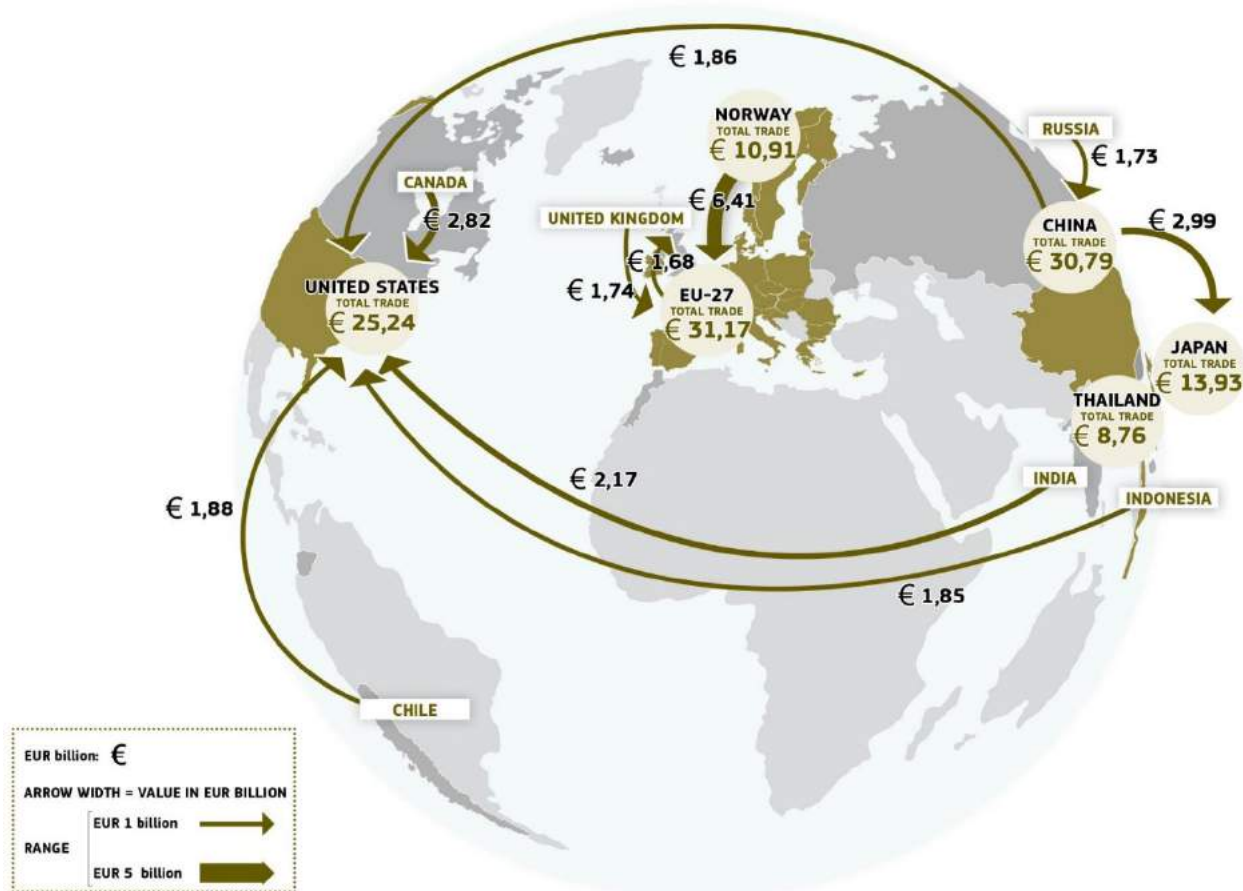 € 1,86
NORWAY
TOTAL TRADE
€ 10,91
RUSSIA
€ 1,73
CANADA
€ 2,82
€ 6,41
UNITED KINGDOM
€ 1,68
€ 1,74
CHINA
TOTAL TRADE
€ 30,79
€ 2,99
UNITED STATES
TOTAL TRADE
€ 25,24
EU-27
TOTAL TRADE
€ 31,17
JAPAN
TOTAL TRADE
€ 13,93
THAILAND
TOTAL TRADE
€ 8,76
€ 2,17
INDIA
INDONESIA
€ 1,88
€ 1,85
CHILE
EUR billion: €
ARROW WIDTH = VALUE IN EUR BILLION
RANGE
EUR 1 billion
EUR 5 billion